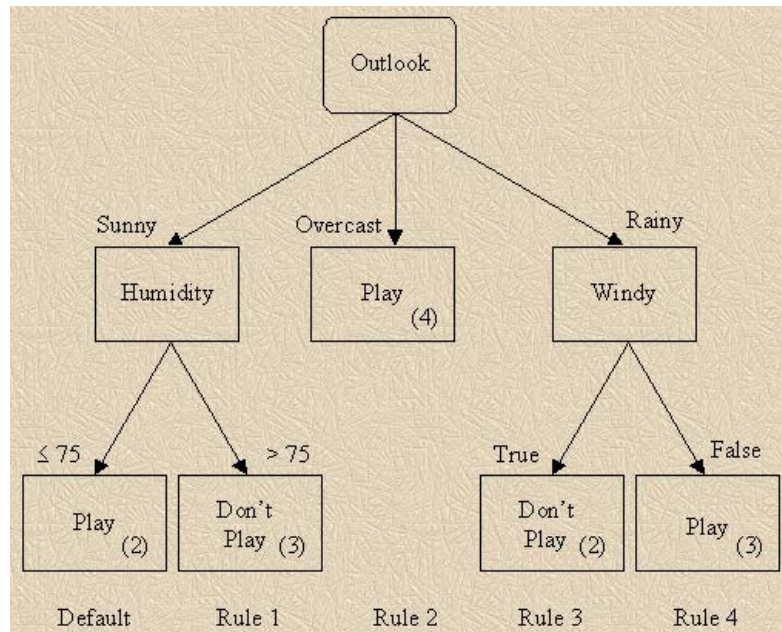 Outlook
Sunny
Overcast
Rainy
Humidity
Play
(4)
Windy
≤ 75
> 75
True
False
Play
(2)
Don't
Play (3)
Don't
Play (2)
Play
(3)
Default
Rule 1
Rule 2
Rule 3
Rule 4